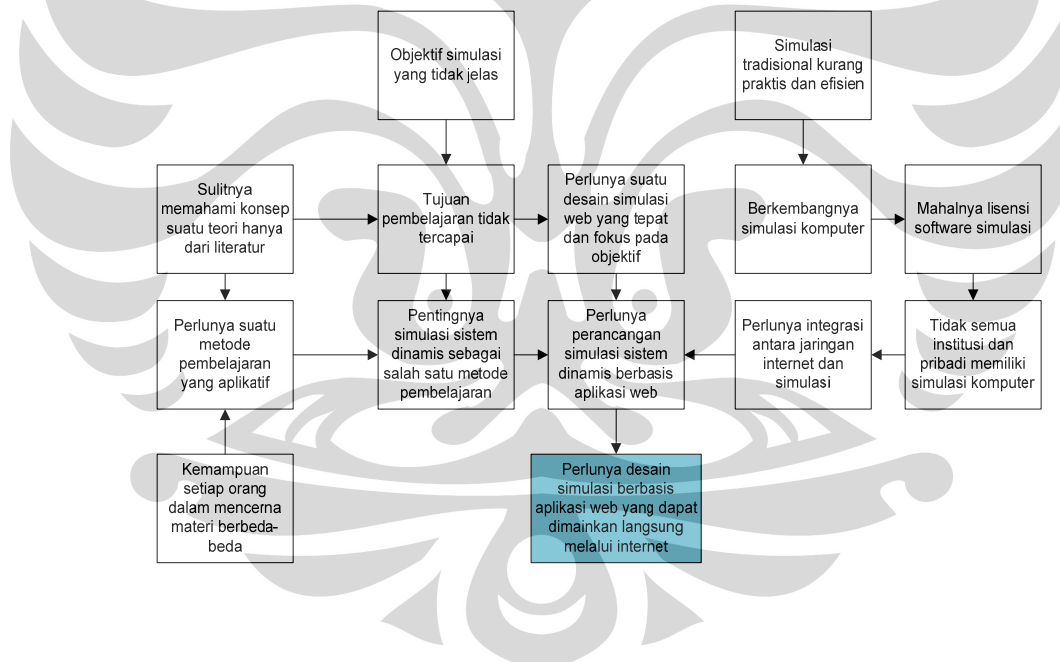 Objektif simulasi
yang tidak jelas
Simulasi
tradisional kurang
praktis dan efisien
Sulitnya
memahami konsep
suatu teori hanya
dari literatur
Tujuan
pembelajaran tidak
tercapai
Perlunya suatu
desain simulasi
web yang tepat
dan fokus pada
objektif
Berkembangnya
simulasi komputer
Mahalnya lisensi
software simulasi
Perlunya suatu
metode
pembelajaran
yang aplikatif
Pentingnya
simulasi sistem
dinamis sebagai
salah satu metode
pembelajaran
Perlunya
perancangan
simulasi sistem
dinamis berbasis
aplikasi web
Perlunya integrasi
antara jaringan
internet dan
simulasi
Tidak semua
institusi dan
pribadi memiliki
simulasi komputer
Kemampuan
setiap orang
dalam mencerna
materi berbeda-
beda
Perlunya desain
simulasi berbasis
aplikasi web yang dapat
dimainkan langsung
melalui internet